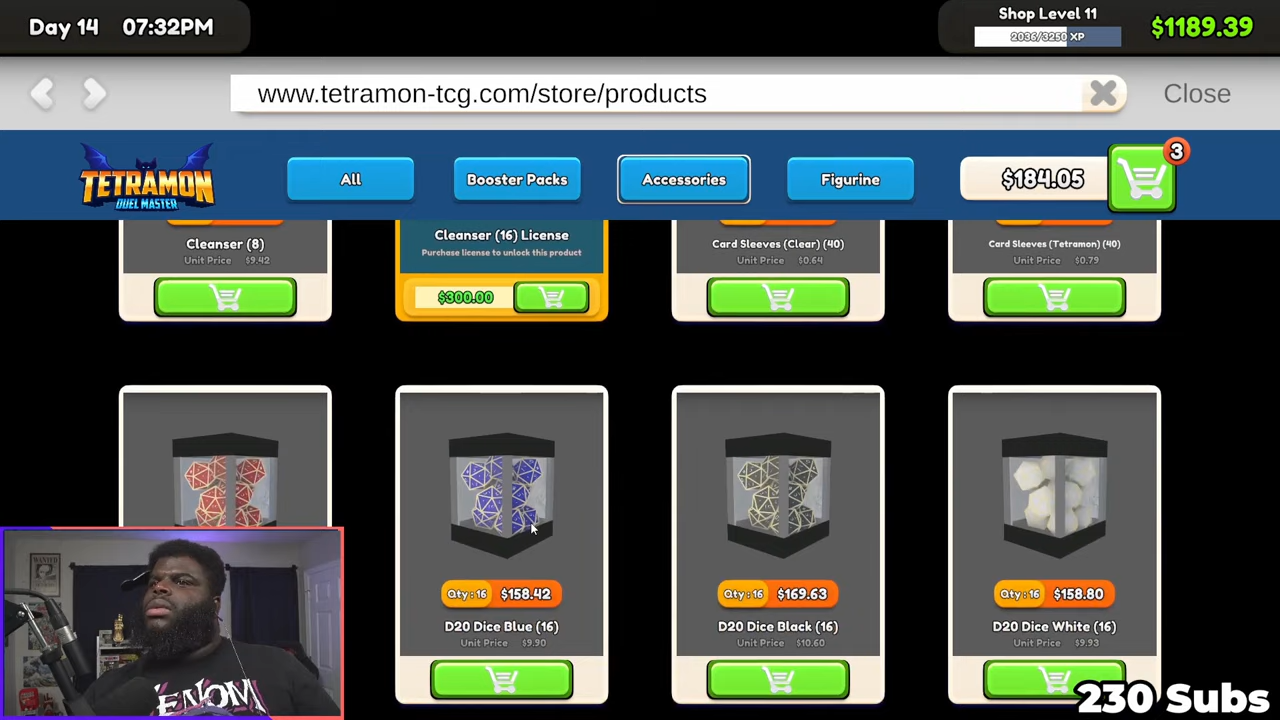 Day 14 07:32PM
Shop Level 11
2036/3250 XP
$1189.39
www.tetramon-tcg.com/store/products
Close
TETRAMON
DUEL MASTER
All
Booster Packs
Accessories
Figurine
$184.05
3
Cleanser (8)
Unit Price $9.42
Cleanser (16) License
Purchase license to unlock this product
$300.00
Card Sleeves (Clear) (40)
Unit Price $0.64
Card Sleeves (Tetramon) (40)
Unit Price $0.79
Qty : 16 $158.42
D20 Dice Blue (16)
Unit Price $9.90
Qty : 16 $169.63
D20 Dice Black (16)
Unit Price $10.60
Qty : 16 $158.80
D20 Dice White (16)
Unit Price $9.93
WANTED
VENOM
230 Subs